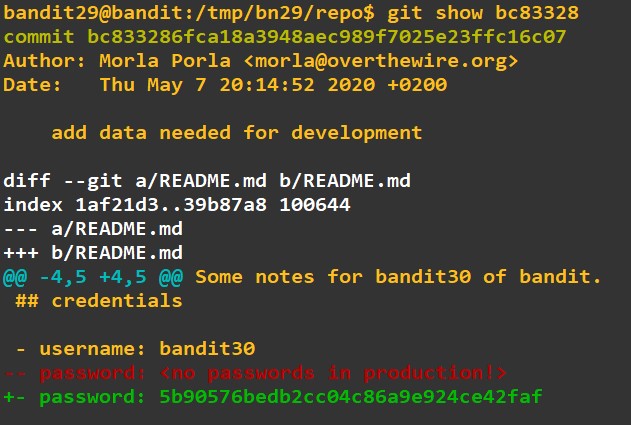 bandit29@bandit:/tmp/bn29/repo$ git show bc83328
commit bc833286fca18a3948aec989f7025e23ffc16c07
Author: Morla Porla <morla@overthewire.org>
Date:   Thu May 7 20:14:52 2020 +0200

    add data needed for development

diff --git a/README.md b/README.md
index 1af21d3..39b87a8 100644
--- a/README.md
+++ b/README.md
@@ -4,5 +4,5 @@ Some notes for bandit30 of bandit.
 ## credentials

 - username: bandit30
-- password: <no passwords in production!>
+- password: 5b90576bedb2cc04c86a9e924ce42faf